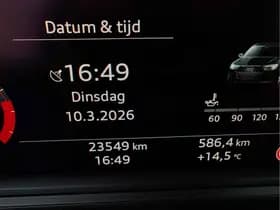 Datum & tijd
16:49
Dinsdag
10.3.2026
60 90 120
23549 km 586,4 km
16:49 +14,5 °C